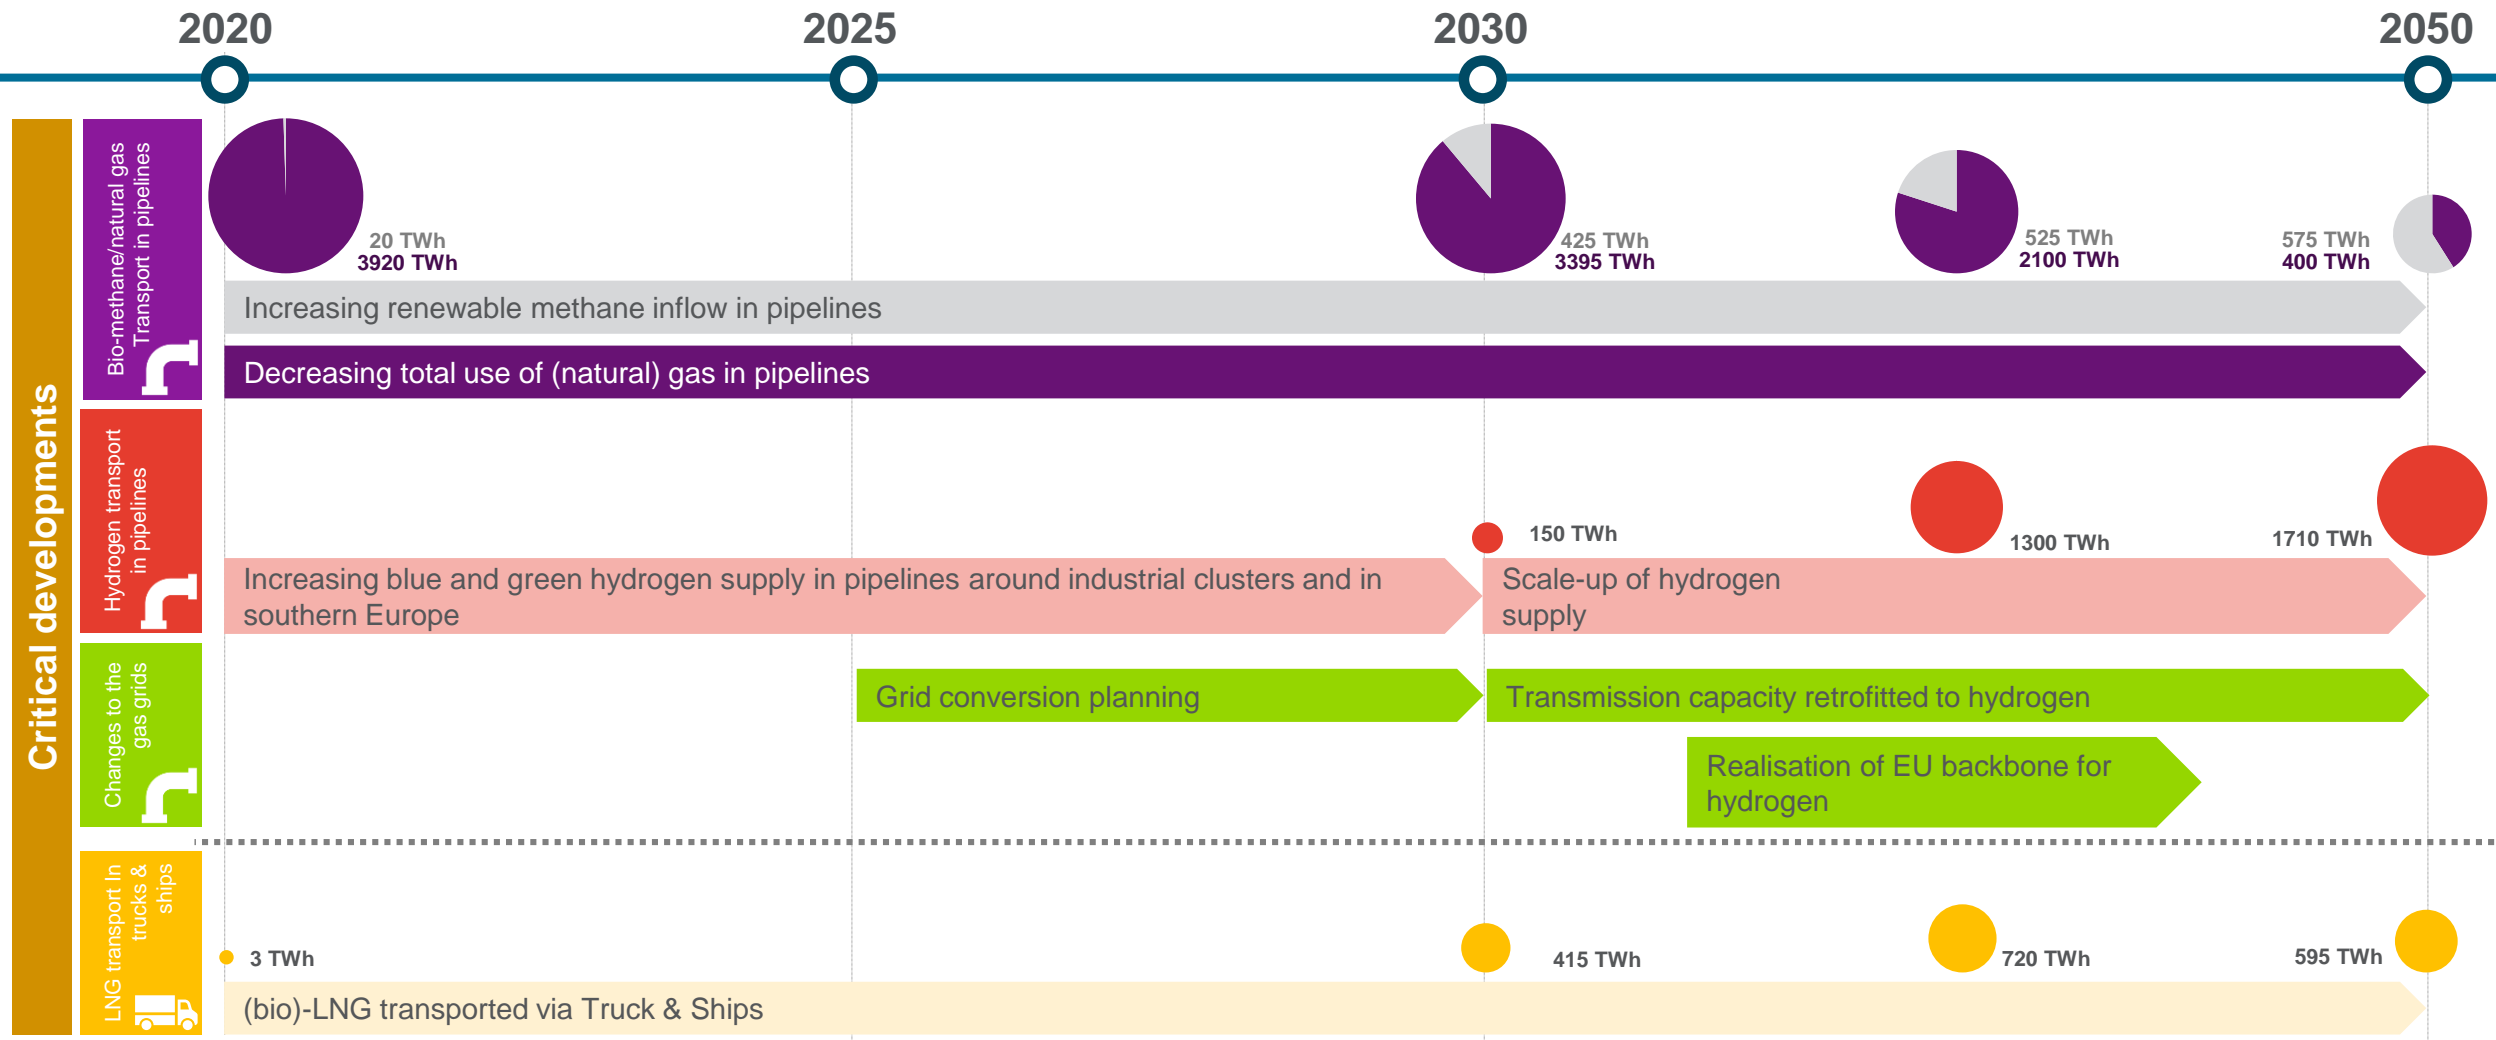 2020
2025
2030
2050
Critical developments
Bio-methane/natural gas
Transport in pipelines
20 TWh
3920 TWh
425 TWh
3395 TWh
525 TWh
2100 TWh
575 TWh
400 TWh
Increasing renewable methane inflow in pipelines
Decreasing total use of (natural) gas in pipelines
Hydrogen transport
in pipelines
150 TWh
1300 TWh
1710 TWh
Increasing blue and green hydrogen supply in pipelines around industrial clusters and in
southern Europe
Scale-up of hydrogen
supply
Changes to the
gas grids
Grid conversion planning
Transmission capacity retrofitted to hydrogen
Realisation of EU backbone for
hydrogen
LNG transport In
trucks &
ships
3 TWh
415 TWh
720 TWh
595 TWh
(bio)-LNG transported via Truck & Ships